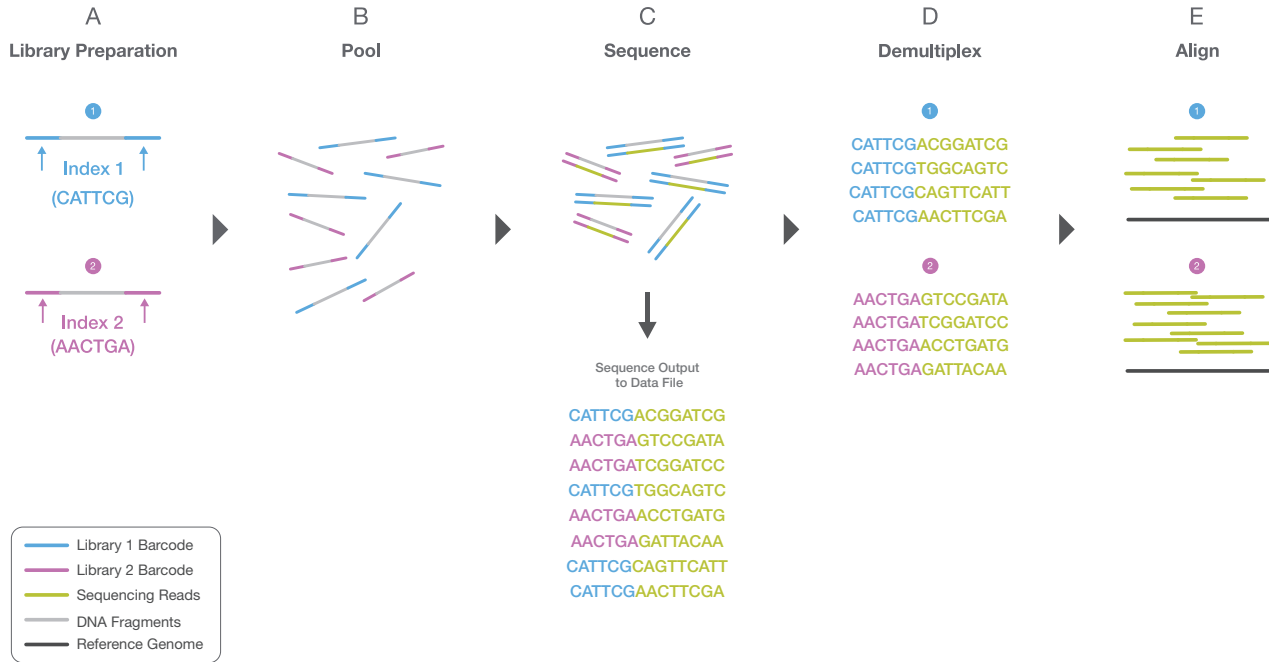 A
Library Preparation
1
Index 1
(CATTCG)
2
Index 2
(AACTGA)
B
Pool
C
Sequence
Sequence Output
to Data File
CATTCGACGGATCG
AACTGAGTCCGATA
AACTGATCGGATCC
CATTCGTGGCAGTC
AACTGAACCTGATG
AACTGAGATTACAA
CATTCGCAGTTCATT
CATTCGAACTTCGA
D
Demultiplex
1
CATTCGACGGATCG
CATTCGTGGCAGTC
CATTCGCAGTTCATT
CATTCGAACTTCGA
2
AACTGAGTCCGATA
AACTGATCGGATCC
AACTGAACCTGATG
AACTGAGATTACAA
E
Align
1
2
Library 1 Barcode
Library 2 Barcode
Sequencing Reads
DNA Fragments
Reference Genome